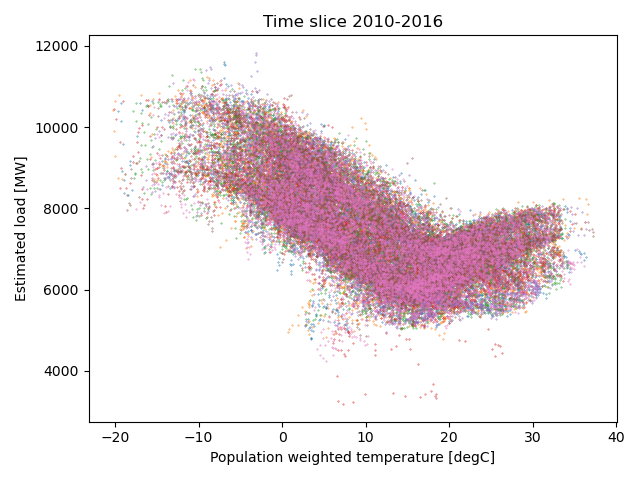 Time slice 2010-2016
12000
10000
8000
6000
4000
Estimated load [MW]
−20 −10 0 10 20 30 40
Population weighted temperature [degC]